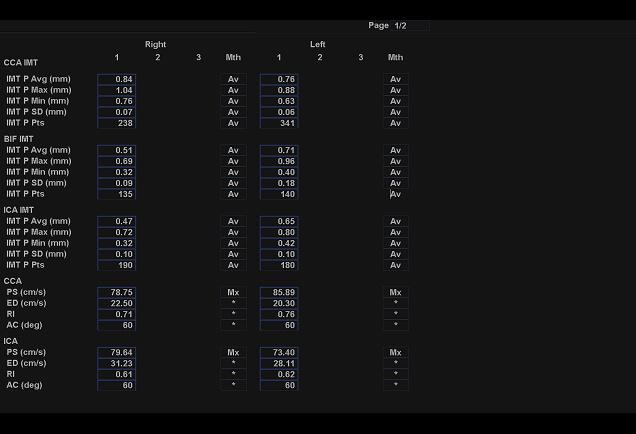 Page 1/2
Right Left
1 2 3 Mth 1 2 3 Mth
CCA IMT
IMT P Avg (mm) 0.84 Av 0.76 Av
IMT P Max (mm) 1.04 Av 0.88 Av
IMT P Min (mm) 0.76 Av 0.63 Av
IMT P SD (mm) 0.07 Av 0.06 Av
IMT P Pts 238 Av 341 Av
BIF IMT
IMT P Avg (mm) 0.51 Av 0.71 Av
IMT P Max (mm) 0.69 Av 0.96 Av
IMT P Min (mm) 0.32 Av 0.40 Av
IMT P SD (mm) 0.09 Av 0.18 Av
IMT P Pts 135 Av 140 Av
ICA IMT
IMT P Avg (mm) 0.47 Av 0.65 Av
IMT P Max (mm) 0.72 Av 0.80 Av
IMT P Min (mm) 0.32 Av 0.42 Av
IMT P SD (mm) 0.10 Av 0.10 Av
IMT P Pts 190 Av 180 Av
CCA
PS (cm/s) 78.75 Mx 85.89 Mx
ED (cm/s) 22.50 * 20.30 *
RI 0.71 * 0.76 *
AC (deg) 60 * 60 *
ICA
PS (cm/s) 79.64 Mx 73.40 Mx
ED (cm/s) 31.23 * 28.11 *
RI 0.61 * 0.62 *
AC (deg) 60 * 60 *